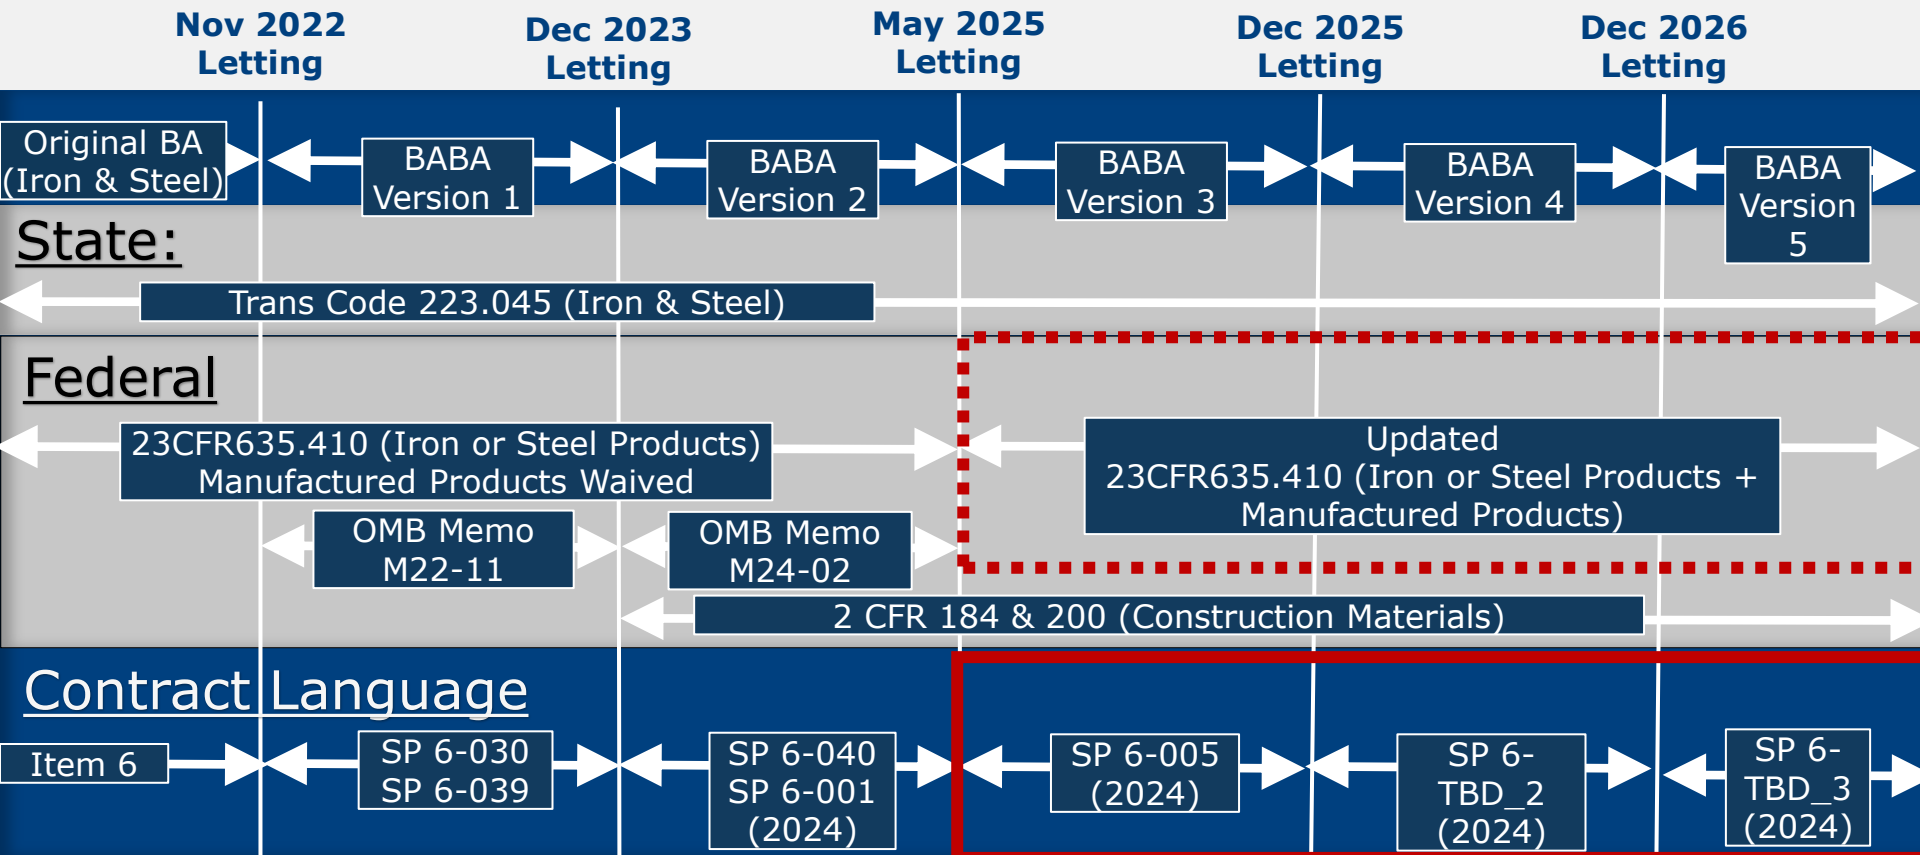 Nov 2022
Letting
Dec 2023
Letting
May 2025
Letting
Dec 2025
Letting
Dec 2026
Letting
Original BA
(Iron & Steel)
BABA
Version 1
BABA
Version 2
BABA
Version 3
BABA
Version 4
BABA
Version
5
State:
Trans Code 223.045 (Iron & Steel)
Federal
23CFR635.410 (Iron or Steel Products)
Manufactured Products Waived
Updated
23CFR635.410 (Iron or Steel Products +
Manufactured Products)
OMB Memo
M22-11
OMB Memo
M24-02
2 CFR 184 & 200 (Construction Materials)
Contract Language
Item 6
SP 6-030
SP 6-039
SP 6-040
SP 6-001
(2024)
SP 6-005
(2024)
SP 6-
TBD_2
(2024)
SP 6-
TBD_3
(2024)